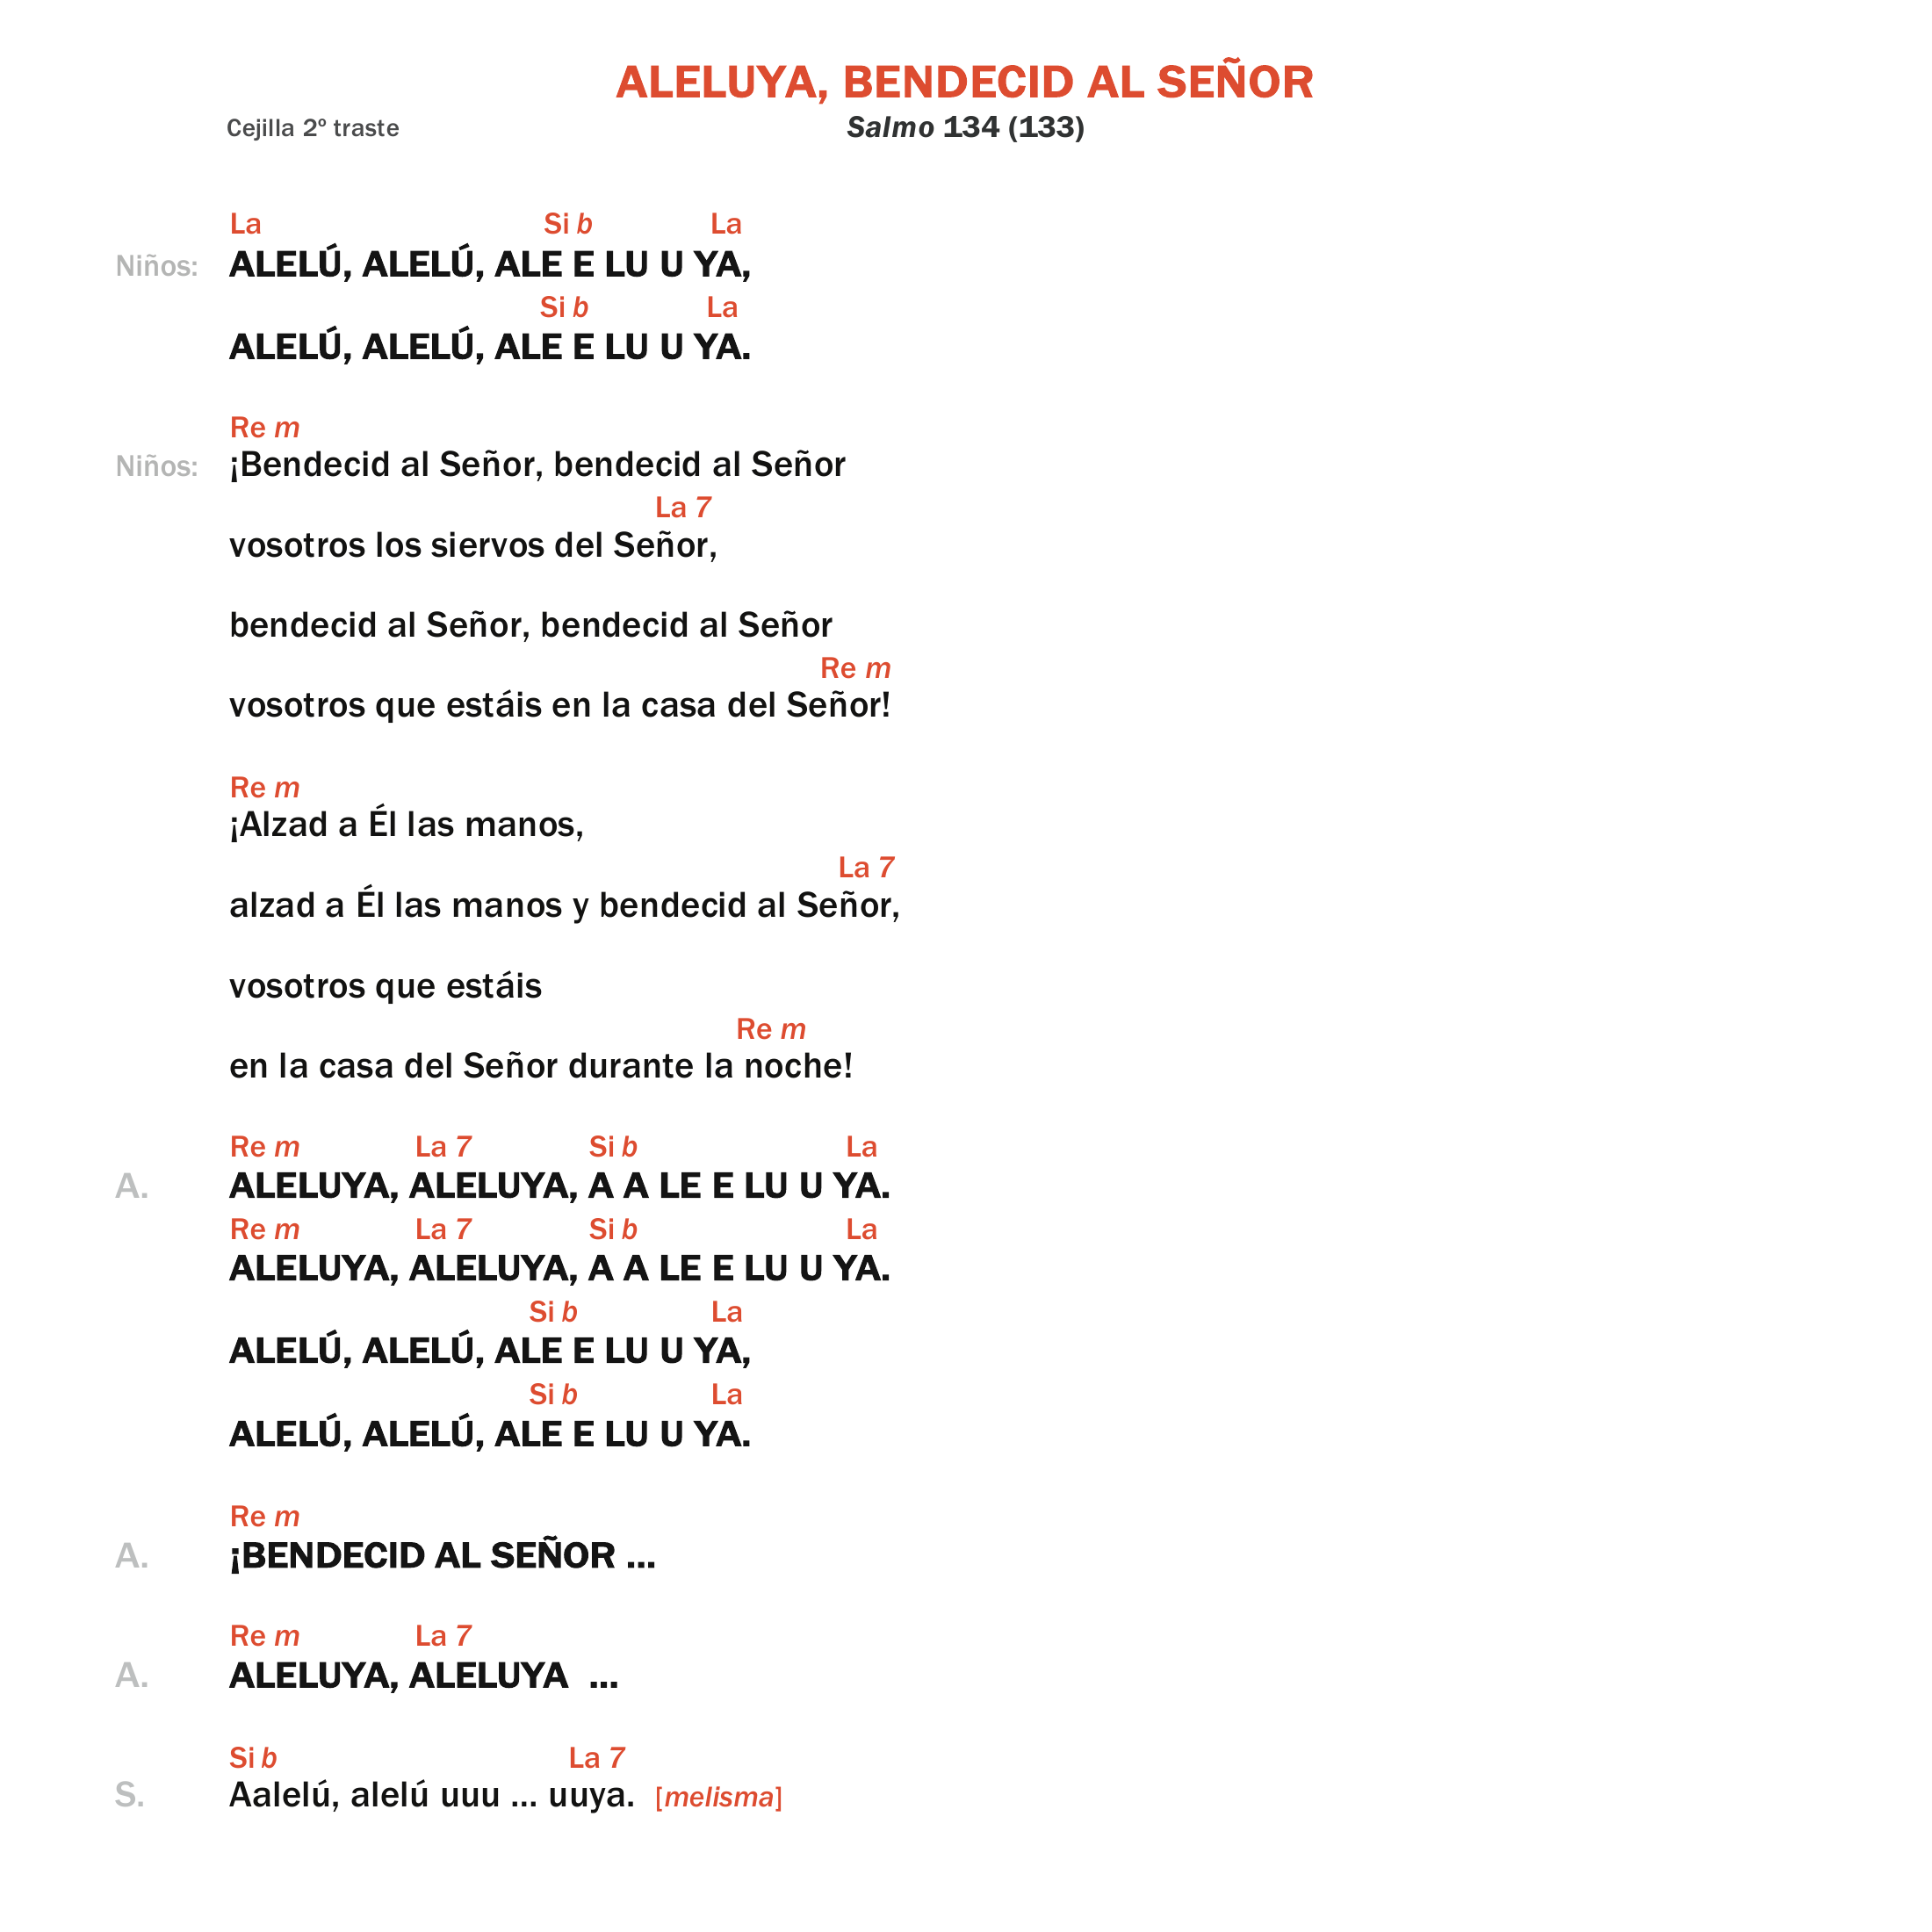 ALELUYA, BENDECID AL SEÑOR
Cejilla 2º traste Salmo 134 (133)
La Si b La
Niños: ALELÚ, ALELÚ, ALE E LU U YA,
Si b La
ALELÚ, ALELÚ, ALE E LU U YA.
Re m
Niños: ¡Bendecid al Señor, bendecid al Señor
La 7
vosotros los siervos del Señor,
bendecid al Señor, bendecid al Señor
Re m
vosotros que estáis en la casa del Señor!
Re m
¡Alzad a Él las manos,
La 7
alzad a Él las manos y bendecid al Señor,
vosotros que estáis
Re m
en la casa del Señor durante la noche!
Re m La 7 Si b La
A. ALELUYA, ALELUYA, A A LE E LU U YA.
Re m La 7 Si b La
ALELUYA, ALELUYA, A A LE E LU U YA.
Si b La
ALELÚ, ALELÚ, ALE E LU U YA,
Si b La
ALELÚ, ALELÚ, ALE E LU U YA.
Re m
A. ¡BENDECID AL SEÑOR ...
Re m La 7
A. ALELUYA, ALELUYA ...
Si b La 7
S. Aalelú, alelú uuu ... uuya. [melisma]